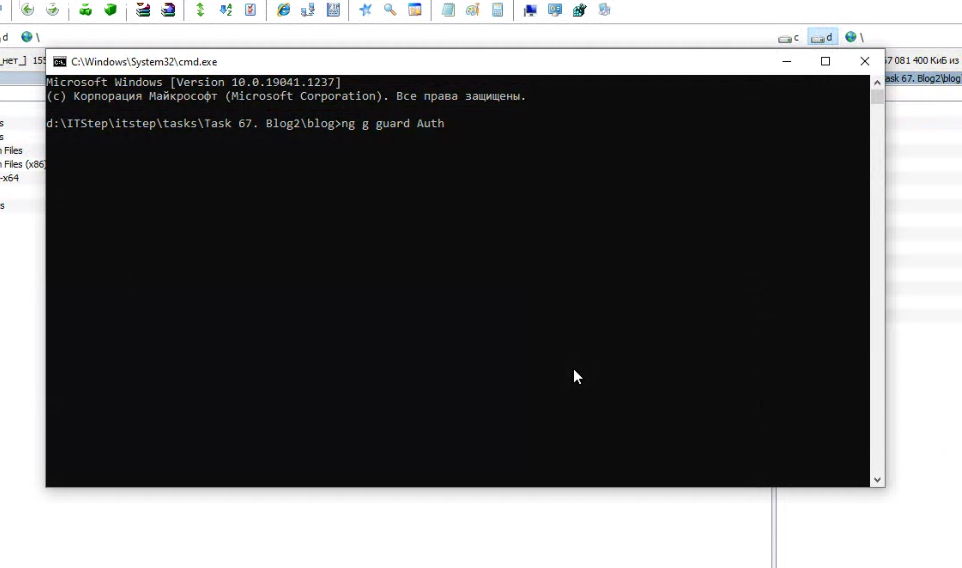 d \
c d \
_нет_] 155
C:\Windows\System32\cmd.exe
7 081 400 КиБ из
ask 67. Blog2\blog
Microsoft Windows [Version 10.0.19041.1237]
(c) Корпорация Майкрософт (Microsoft Corporation). Все права защищены.
d:\ITStep\itstep\tasks\Task 67. Blog2\blog>ng g guard Auth
s
s
n Files
n Files (x86)
-x64
s